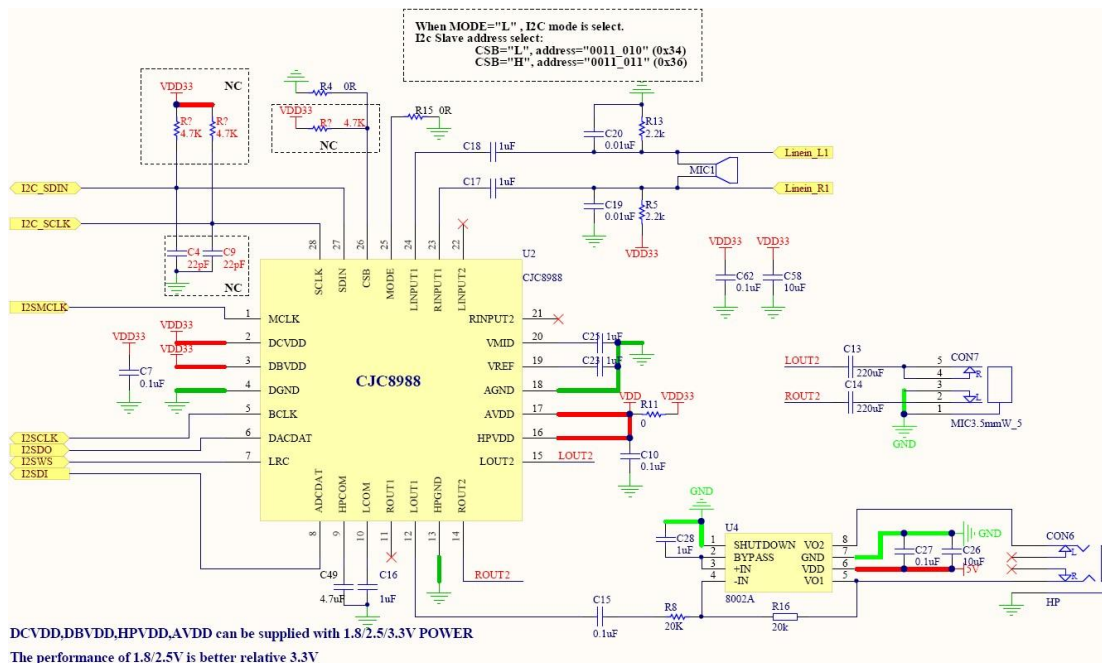 When MODE="L" , I2C mode is select.
I2c Slave address select:
CSB="L", address="0011_010" (0x34)
CSB="H", address="0011_011" (0x36)
NC
VDD33
R?
4.7K
R?
4.7K
R4 0R
VDD33
R? 4.7K
NC
R15 0R
C18
1uF
C17
1uF
C20
0.01uF
R13
2.2k
MIC1
Linein_L1
Linein_R1
C19
0.01uF
R5
2.2k
VDD33
I2C_SDIN
I2C_SCLK
C4
22pF
C9
22pF
NC
28
27
26
25
24
23
22
SCLK
SDIN
CSB
MODE
LINPUT1
RINPUT1
LINPUT2
U2
CJC8988
VDD33
C62
0.1uF
VDD33
C58
10uF
I2SMCLK
VDD33
VDD33
VDD33
C7
0.1uF
1 MCLK
2 DCVDD
3 DBVDD
4 DGND
5 BCLK
6 DACDAT
7 LRC
CJC8988
RINPUT2 21
VMID 20
VREF 19
AGND 18
AVDD 17
HPVDD 16
LOUT2 15
C25 1uF
C23 1uF
VDD
R11
0
VDD33
C10
0.1uF
LOUT2
LOUT2
ROUT2
C13
220uF
C14
220uF
5
4
3
2
1
CON7
R
L
MIC3.5mmW_5
GND
I2SCLK
I2SDO
I2SWS
I2SDI
ADCDAT
HPCOM
LCOM
ROUT1
LOUT1
HPGND
ROUT2
8
9
10
11
12
13
14
C49
4.7uF
C16
1uF
ROUT2
GND
C28
1uF
U4
1 SHUTDOWN VO2 8
2 BYPASS GND 7
3 +IN VDD 6
4 -IN VO1 5
8002A
C27
0.1uF
C26
10uF
GND
5V
CON6
L
R
HP
C15
0.1uF
R8
20K
R16
20k
DCVDD,DBVDD,HPVDD,AVDD can be supplied with 1.8/2.5/3.3V POWER
The performance of 1.8/2.5V is better relative 3.3V